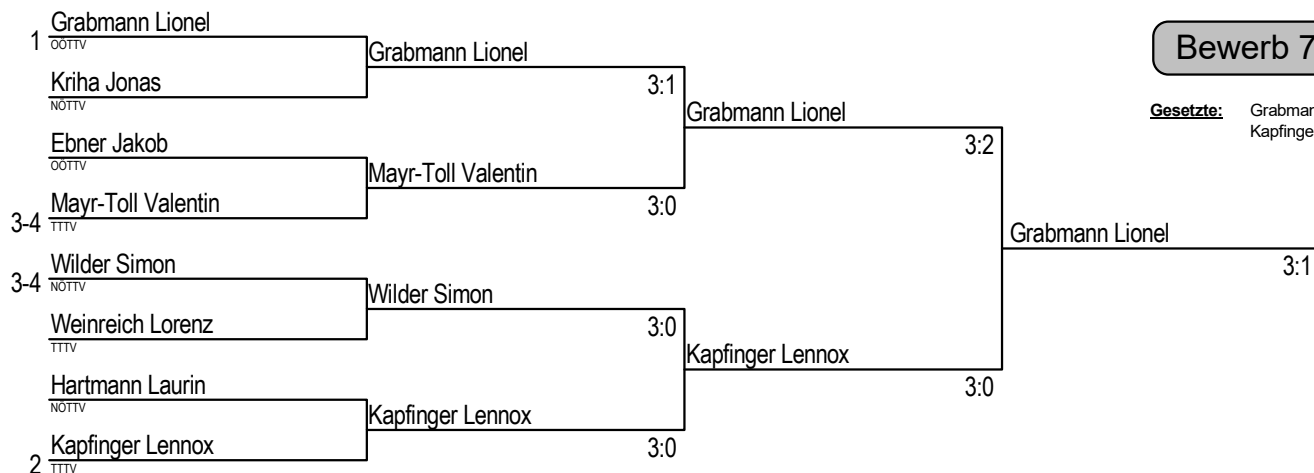 Grabmann Lionel
1 OÖTTV
Kriha Jonas
NÖTTV
Ebner Jakob
OÖTTV
Mayr-Toll Valentin
3-4 TTTV
Wilder Simon
3-4 NÖTTV
Weinreich Lorenz
TTTV
Hartmann Laurin
NÖTTV
Kapfinger Lennox
2 TTTV
Grabmann Lionel
3:1
Mayr-Toll Valentin
3:0
Wilder Simon
3:0
Kapfinger Lennox
3:0
Grabmann Lionel
3:2
Kapfinger Lennox
3:0
Grabmann Lionel
3:1
Bewerb 7
Gesetzte: Grabman
Kapfinge